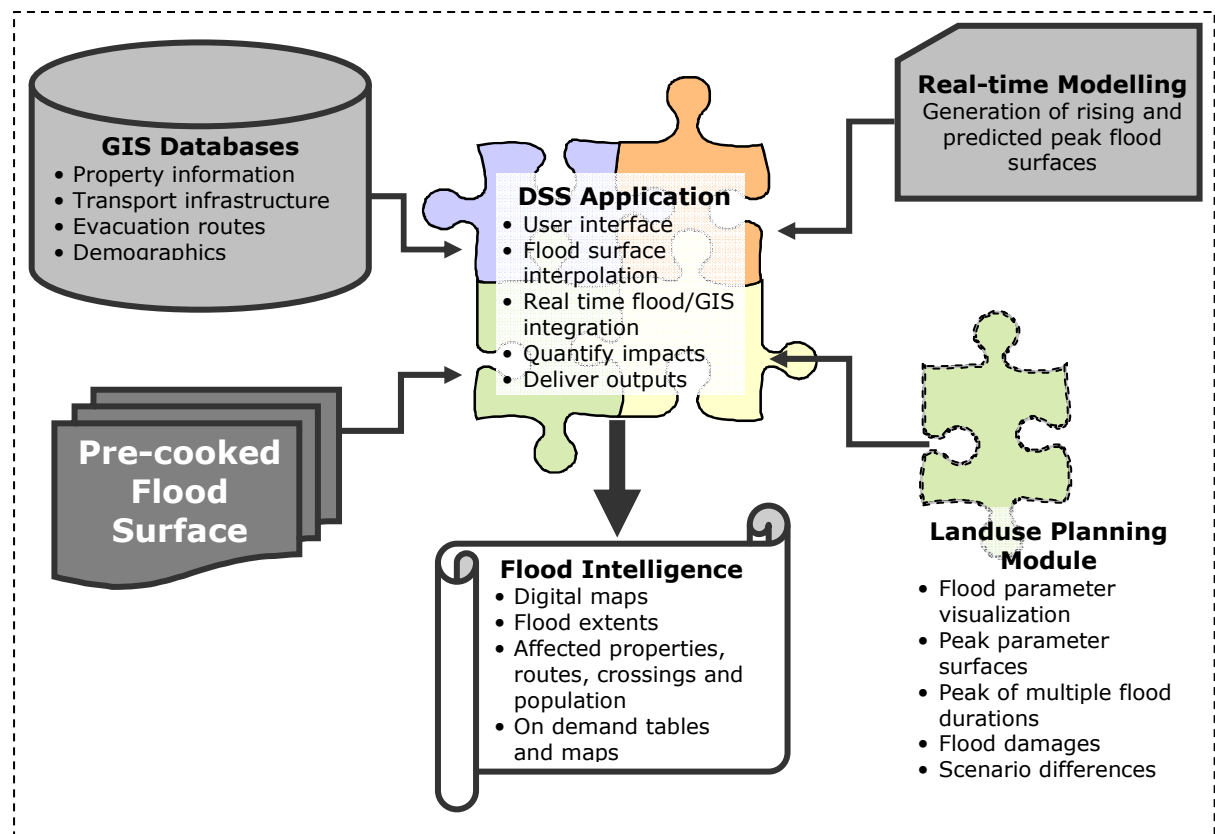 GIS Databases
• Property information
• Transport infrastructure
• Evacuation routes
• Demographics
Real-time Modelling
Generation of rising and
predicted peak flood
surfaces
DSS Application
• User interface
• Flood surface
interpolation
• Real time flood/GIS
integration
• Quantify impacts
• Deliver outputs
Pre-cooked
Flood
Surface
Flood Intelligence
• Digital maps
• Flood extents
• Affected properties,
routes, crossings and
population
• On demand tables
and maps
Landuse Planning
Module
• Flood parameter
visualization
• Peak parameter
surfaces
• Peak of multiple flood
durations
• Flood damages
• Scenario differences